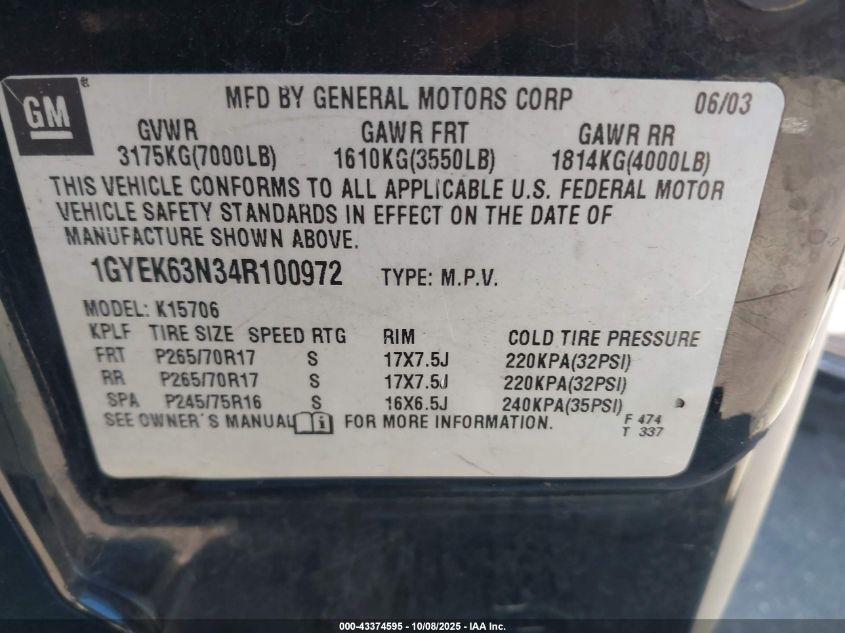 GM ®
MFD BY GENERAL MOTORS CORP 06/03
GVWR GAWR FRT GAWR RR
3175KG(7000LB) 1610KG(3550LB) 1814KG(4000LB)
THIS VEHICLE CONFORMS TO ALL APPLICABLE U.S. FEDERAL MOTOR
VEHICLE SAFETY STANDARDS IN EFFECT ON THE DATE OF
MANUFACTURE SHOWN ABOVE.
1GYEK63N34R100972 TYPE: M.P.V.
MODEL: K15706
KPLF TIRE SIZE SPEED RTG RIM COLD TIRE PRESSURE
FRT P265/70R17 S 17X7.5J 220KPA(32PSI)
RR P265/70R17 S 17X7.5J 220KPA(32PSI)
SPA P245/75R16 S 16X6.5J 240KPA(35PSI)
SEE OWNER'S MANUAL i FOR MORE INFORMATION.
F 474
T 337
000-43374595 - 10/08/2025 - IAA Inc.